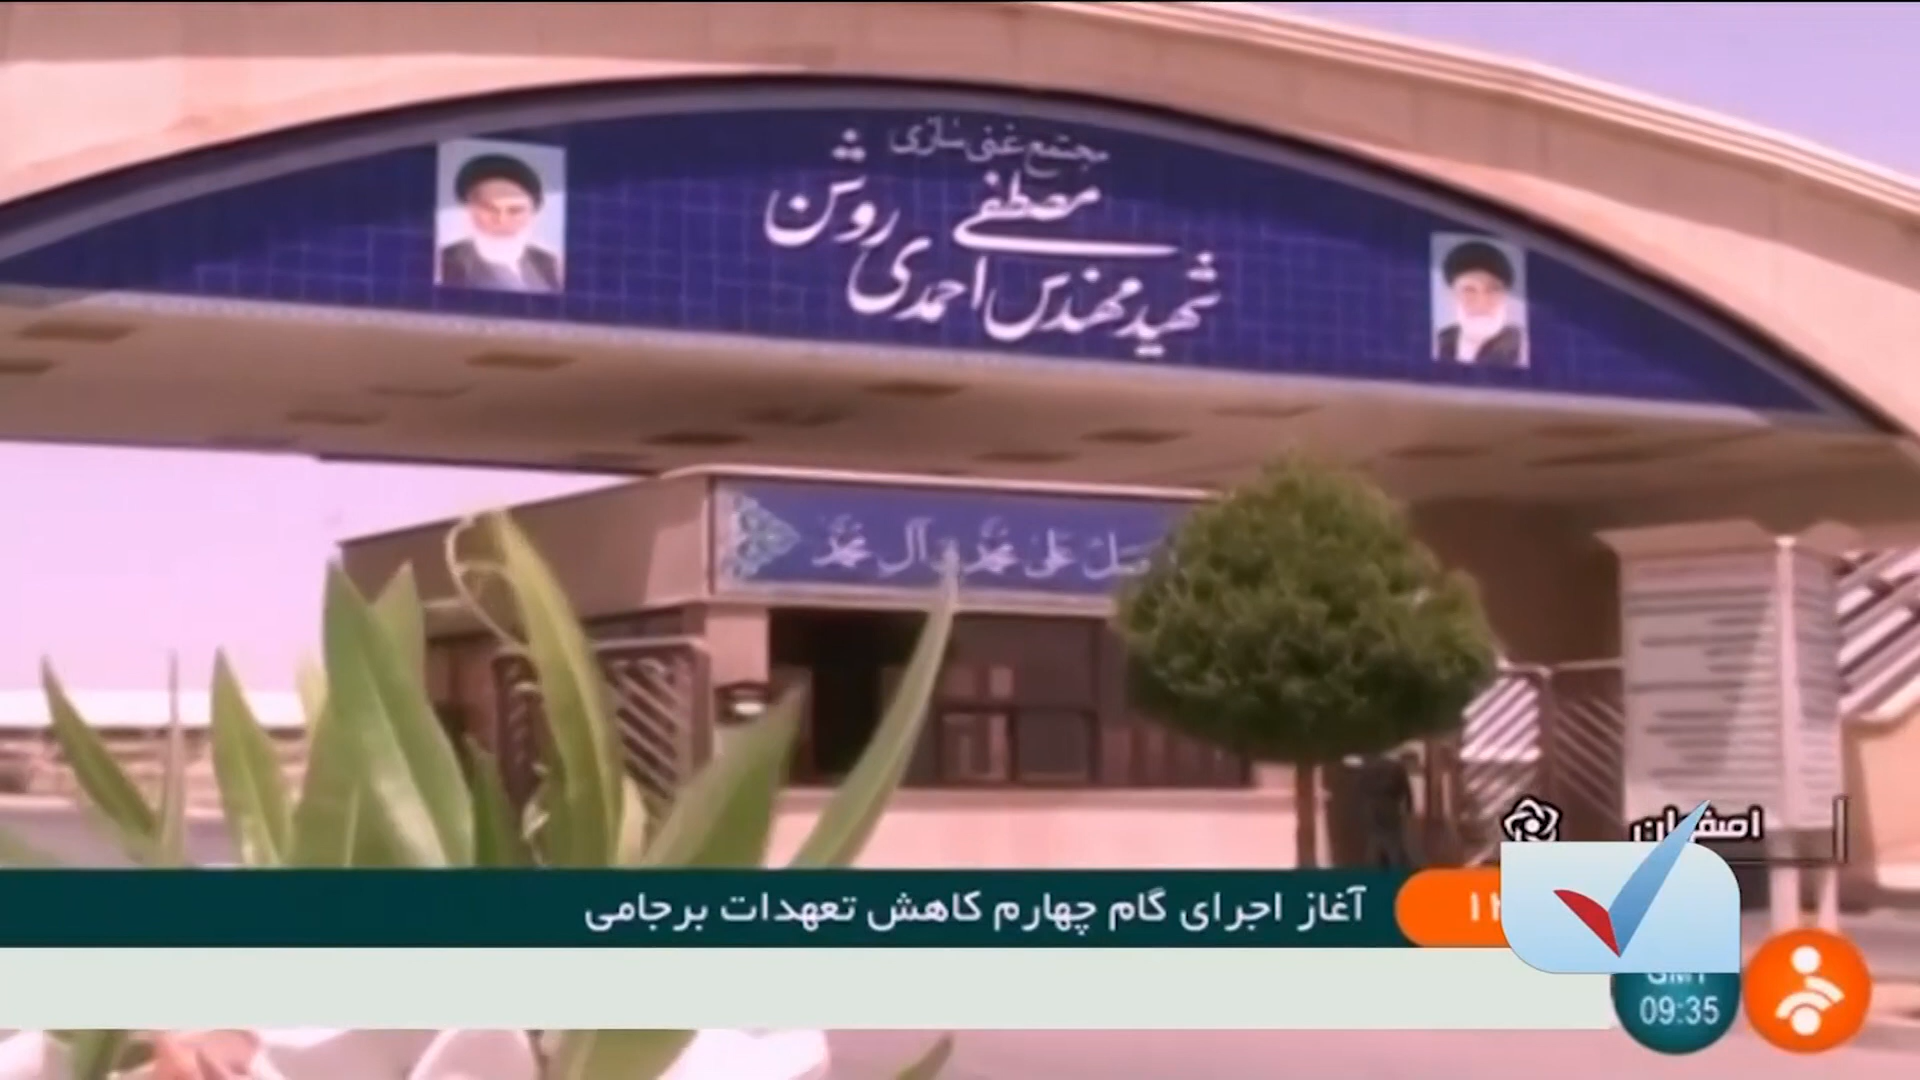 مجتمع غنی سازی
شهید مهندس مصطفی احمدی روشن
صل علی محمد و آل محمد
اصفهان
آغاز اجرای گام چهارم کاهش تعهدات برجامی
GMT
09:35